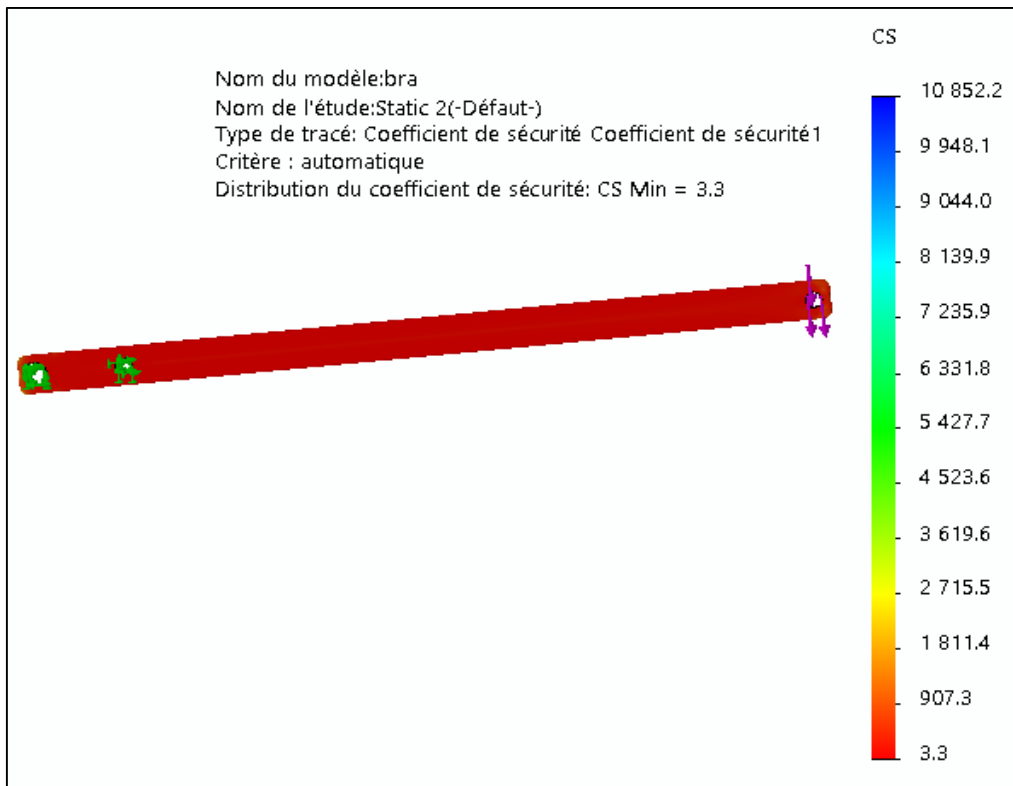 CS
Nom du modèle:bra
Nom de l'étude:Static 2(-Défaut-)
Type de tracé: Coefficient de sécurité Coefficient de sécurité1
Critère : automatique
Distribution du coefficient de sécurité: CS Min = 3.3
10 852.2
9 948.1
9 044.0
8 139.9
7 235.9
6 331.8
5 427.7
4 523.6
3 619.6
2 715.5
1 811.4
907.3
3.3